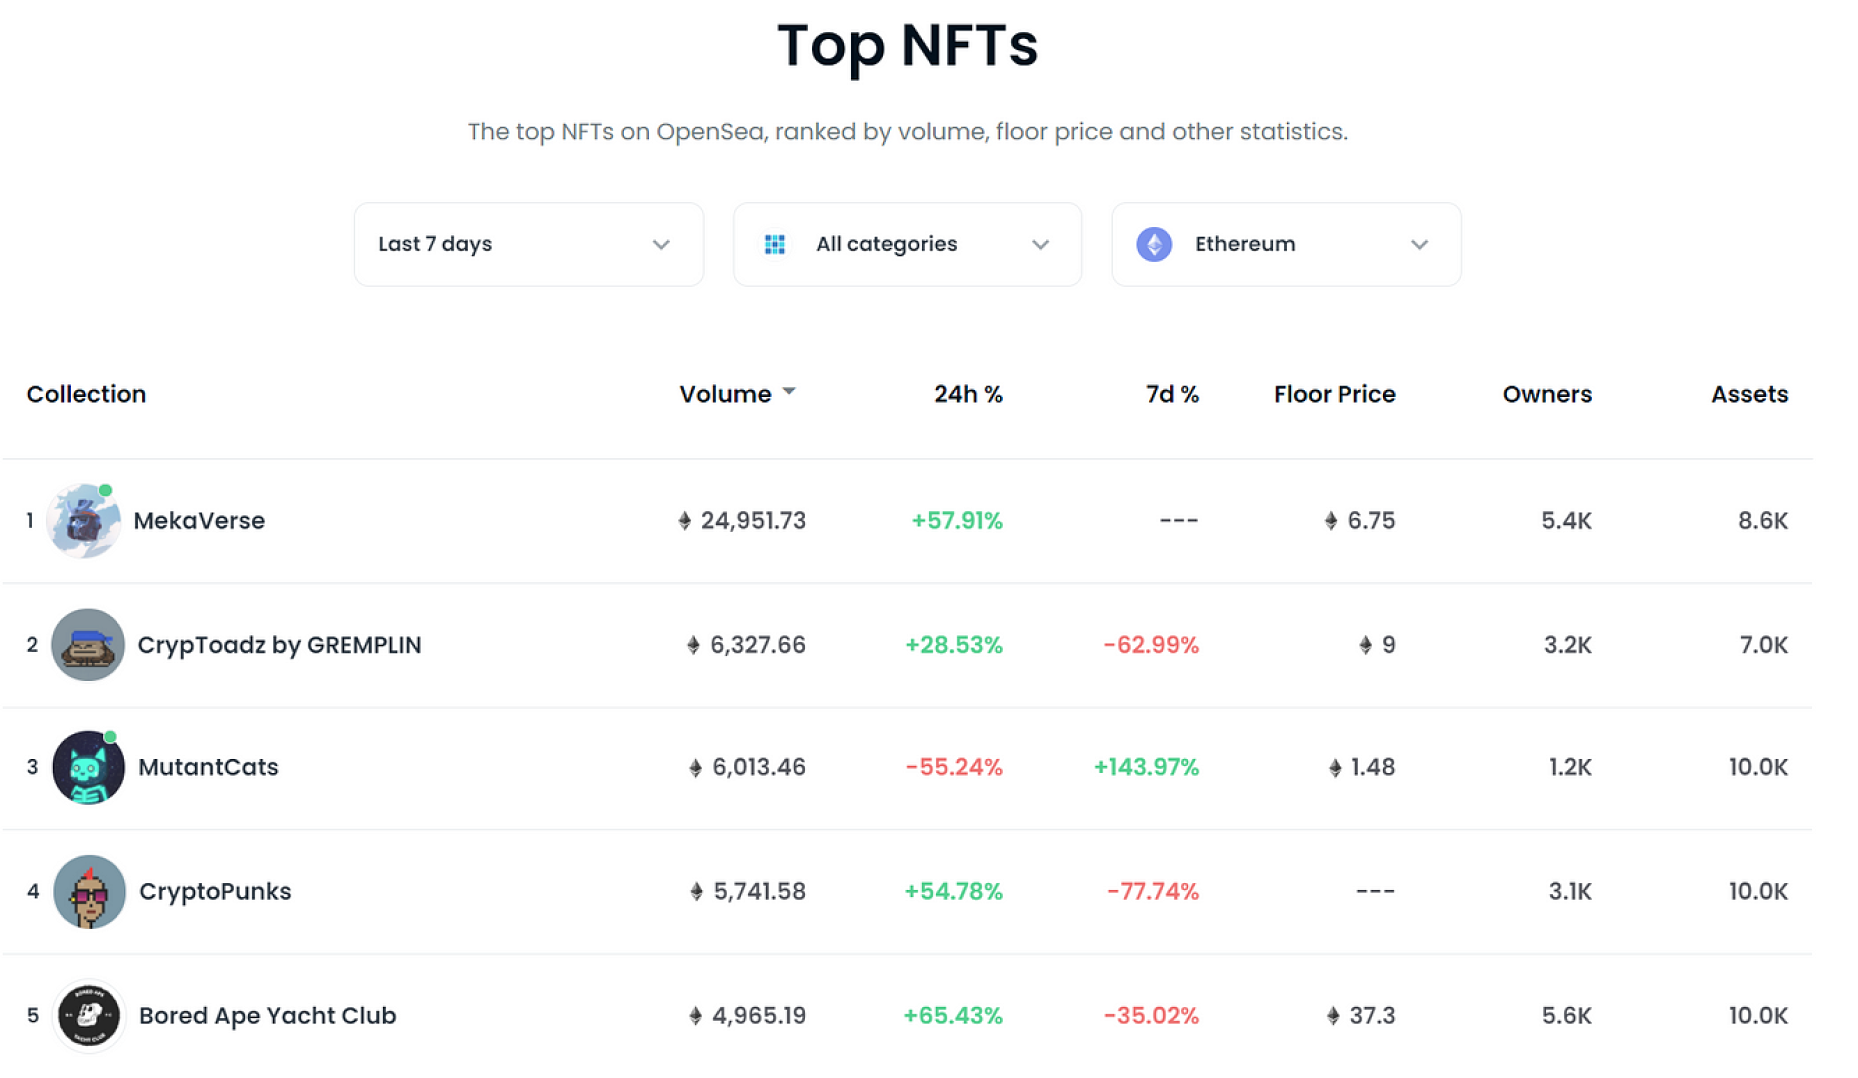 Top NFTs
The top NFTs on OpenSea, ranked by volume, floor price and other statistics.
Last 7 days All categories Ethereum
Collection Volume 24h % 7d % Floor Price Owners Assets
1 MekaVerse 24,951.73 +57.91% --- 6.75 5.4K 8.6K
2 CrypToadz by GREMPLIN 6,327.66 +28.53% -62.99% 9 3.2K 7.0K
3 MutantCats 6,013.46 -55.24% +143.97% 1.48 1.2K 10.0K
4 CryptoPunks 5,741.58 +54.78% -77.74% --- 3.1K 10.0K
5 BORED APE YACHT CLUB Bored Ape Yacht Club 4,965.19 +65.43% -35.02% 37.3 5.6K 10.0K